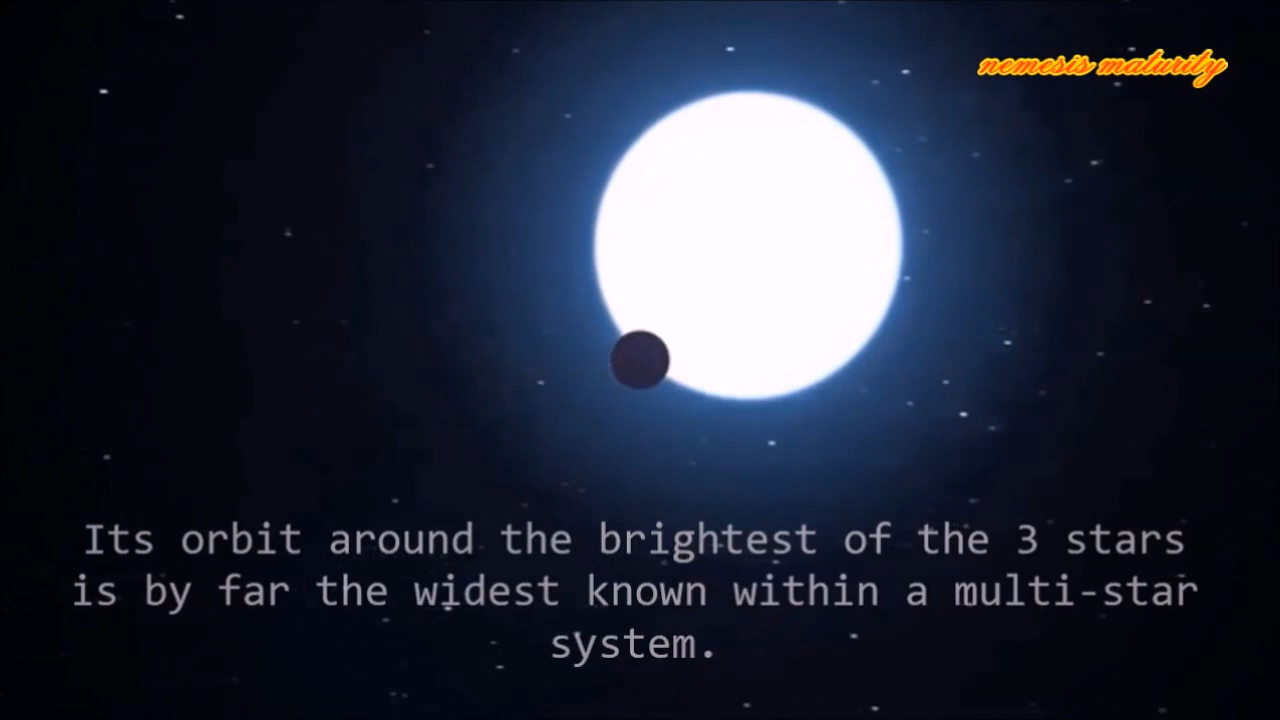 nemesis maturity
Its orbit around the brightest of the 3 stars
is by far the widest known within a multi-star
system.